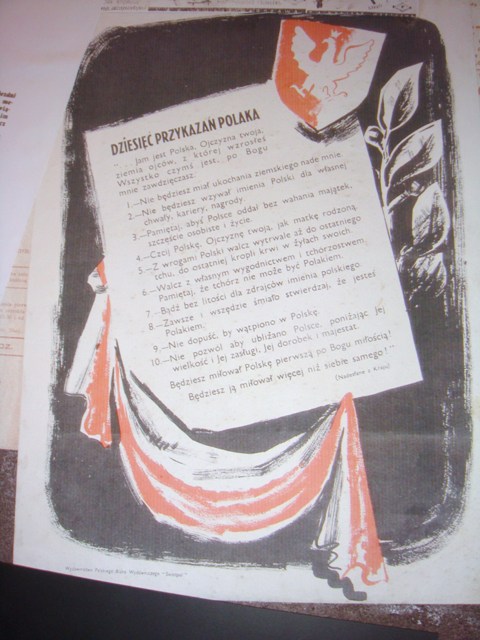 DZIESIĘĆ PRZYKAZAŃ POLAKA
". . . Jam jest Polska, Ojczyzna twoja,
ziemia ojców, z której wzrosłeś
Wszystko czymś jest, po Bogu
mnie zawdzięczasz.
1.—Nie będziesz miał ukochania ziemskiego nade mnie
2.—Nie będziesz wzywał imienia Polski dla własnej
chwały, kariery, nagrody.
3.—Pamiętaj, abyś Polsce oddał bez wahania majątek,
szczęście osobiste i życie.
4.—Czcij Polskę, Ojczyznę twoją, jak matkę rodzoną.
5.—Z wrogami Polski walcz wytrwale aż do ostatniego
tchu, do ostatniej kropli krwi w żyłach swoich.
6.—Walcz z własnym wygodnictwem i tchórzostwem.
Pamiętaj, że tchórz nie może być Polakiem.
7.—Bądź bez litości dla zdrajców imienia polskiego
8.—Zawsze i wszędzie śmiało stwierdzaj, że jesteś
Polakiem.
9.—Nie dopuść, by wątpiono w Polskę.
10.—Nie pozwól aby ubliżano Polsce, poniżając Jej
wielkość i Jej zasługi, Jej dorobek i majestat.
Będziesz miłował Polskę pierwszą po Bogu miłością!
Będziesz Ją miłował więcej niż siebie samego!"
(Nadesłane z Kraju)